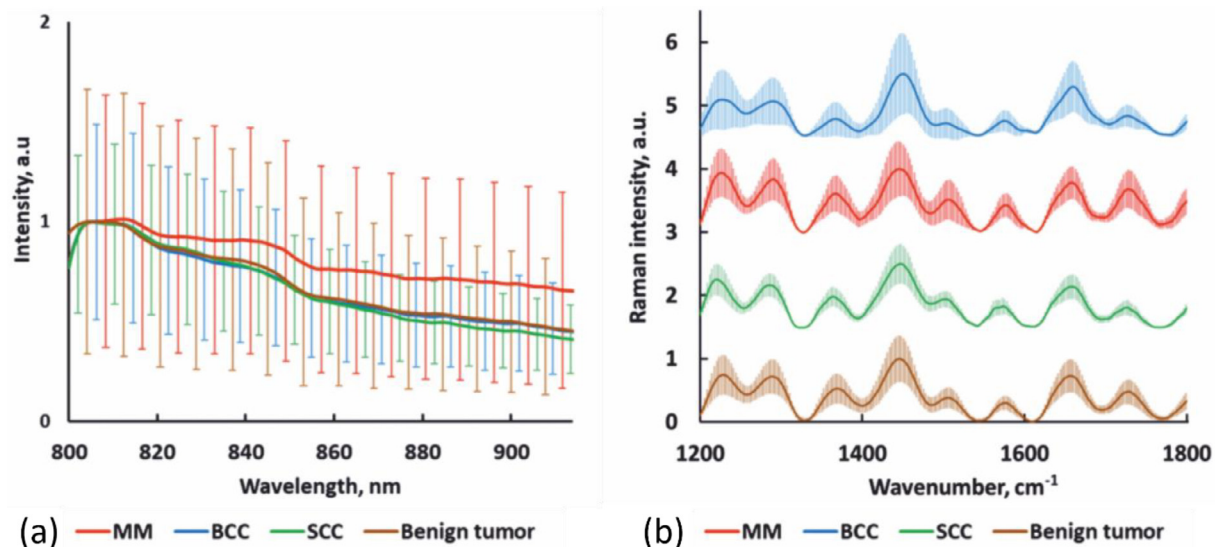 2
Intensity, a.u
1
0
800 820 840 860 880 900
Wavelength, nm
(a) MM BCC SCC Benign tumor
6
5
4
Raman intensity, a.u.
3
2
1
0
1200 1400 1600 1800
Wavenumber, cm⁻¹
(b) MM BCC SCC Benign tumor